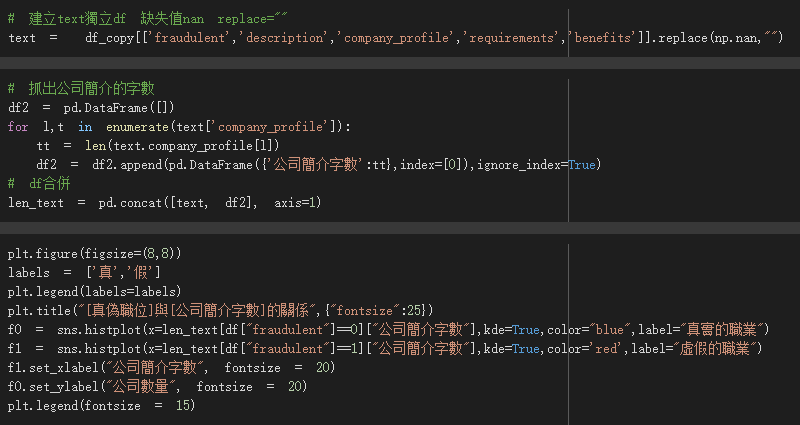 # 建立text獨立df 缺失值nan replace=""
text = df_copy[['fraudulent','description','company_profile','requirements','benefits']].replace(np.nan,"")
# 抓出公司簡介的字數
df2 = pd.DataFrame([])
for l,t in enumerate(text['company_profile']):
    tt = len(text.company_profile[l])
    df2 = df2.append(pd.DataFrame({'公司簡介字數':tt},index=[0]),ignore_index=True)
# df合併
len_text = pd.concat([text, df2], axis=1)
plt.figure(figsize=(8,8))
labels = ['真','假']
plt.legend(labels=labels)
plt.title("[真偽職位]與[公司簡介字數]的關係",{"fontsize":25})
f0 = sns.histplot(x=len_text[df["fraudulent"]==0]["公司簡介字數"],kde=True,color="blue",label="真實的職業")
f1 = sns.histplot(x=len_text[df["fraudulent"]==1]["公司簡介字數"],kde=True,color='red',label="虛假的職業")
f1.set_xlabel("公司簡介字數", fontsize = 20)
f0.set_ylabel("公司數量", fontsize = 20)
plt.legend(fontsize = 15)